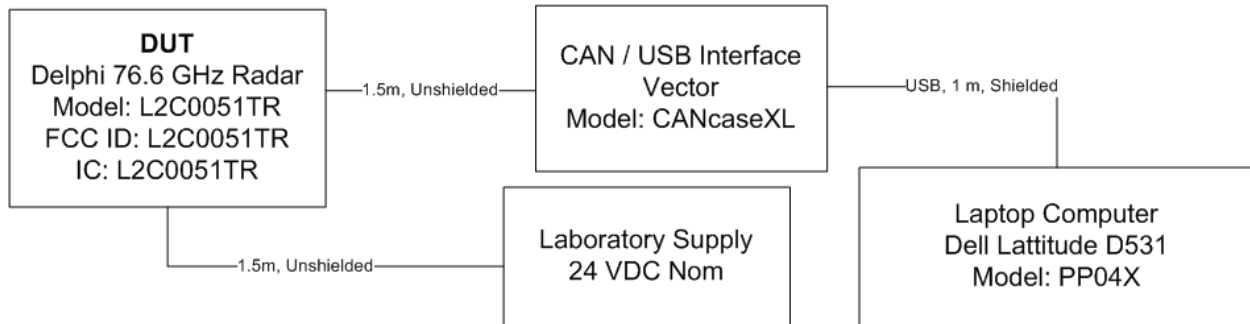 DUT
Delphi 76.6 GHz Radar
Model: L2C0051TR
FCC ID: L2C0051TR
IC: L2C0051TR
1.5m, Unshielded
CAN / USB Interface
Vector
Model: CANcaseXL
USB, 1 m, Shielded
1.5m, Unshielded
Laboratory Supply
24 VDC Nom
Laptop Computer
Dell Lattitude D531
Model: PP04X